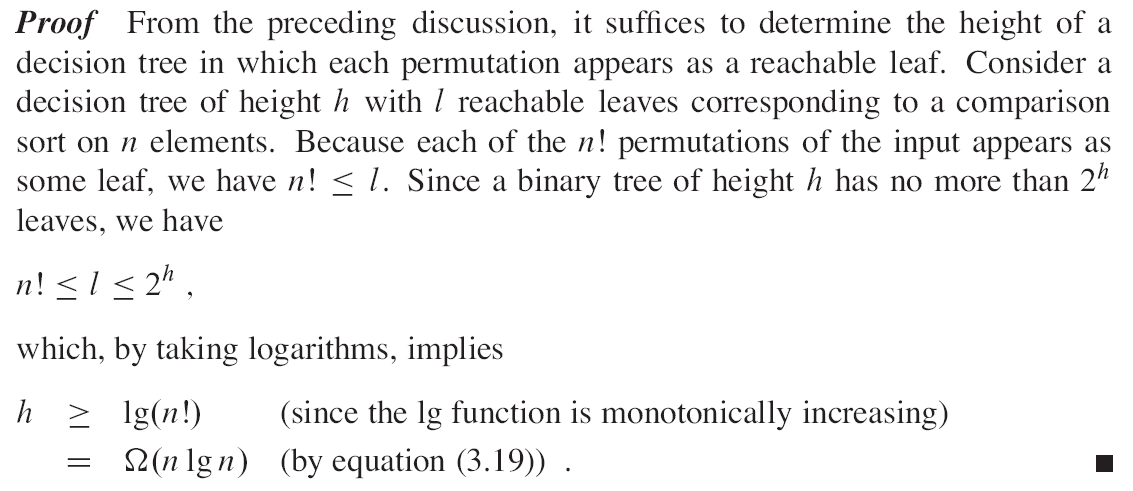 Proof From the preceding discussion, it suffices to determine the height of a
decision tree in which each permutation appears as a reachable leaf. Consider a
decision tree of height h with l reachable leaves corresponding to a comparison
sort on n elements. Because each of the n! permutations of the input appears as
some leaf, we have n! ≤ l. Since a binary tree of height h has no more than 2^h
leaves, we have
n! ≤ l ≤ 2^h ,
which, by taking logarithms, implies
h ≥ lg(n!) (since the lg function is monotonically increasing)
= Ω(n lg n) (by equation (3.19)) . ■